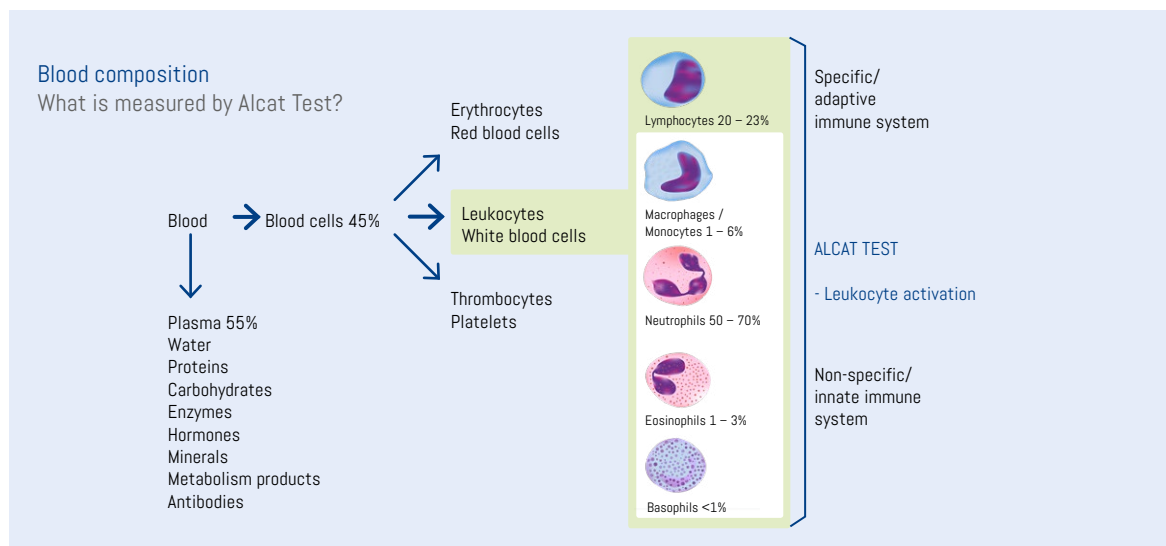 Blood composition
What is measured by Alcat Test?
Blood
Blood cells 45%
Plasma 55%
Water
Proteins
Carbohydrates
Enzymes
Hormones
Minerals
Metabolism products
Antibodies
Erythrocytes
Red blood cells
Leukocytes
White blood cells
Thrombocytes
Platelets
Lymphocytes 20 – 23%
Macrophages /
Monocytes 1 – 6%
Neutrophils 50 – 70%
Eosinophils 1 – 3%
Basophils <1%
Specific/
adaptive
immune system
ALCAT TEST
- Leukocyte activation
Non-specific/
innate immune
system